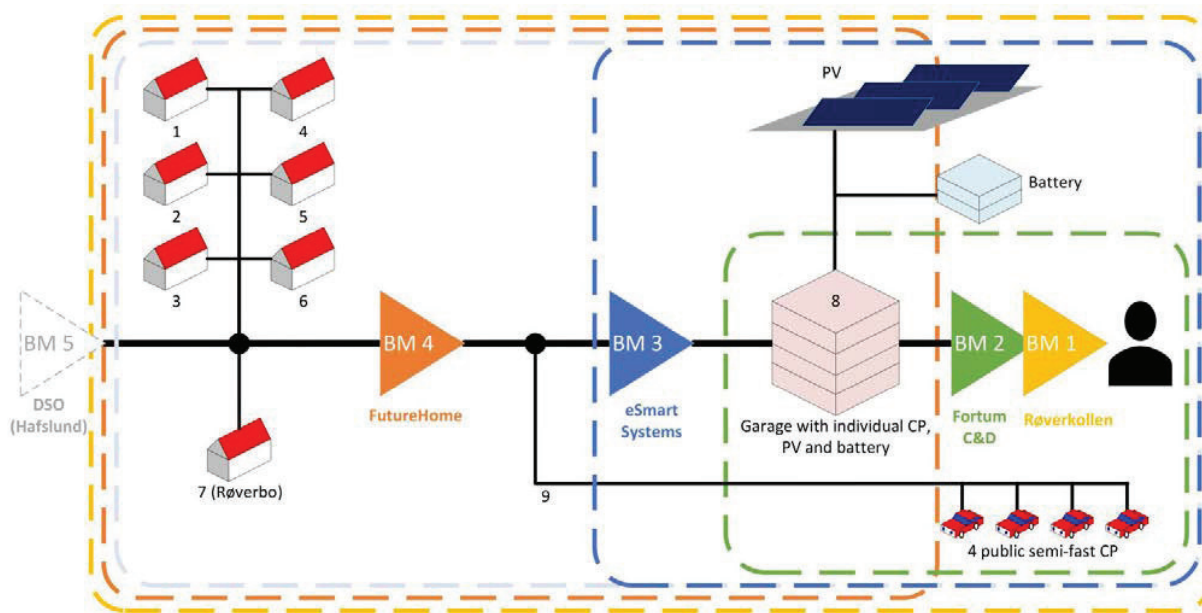 PV
1
4
Battery
2
5
3
6
8
BM 5
BM 4
BM 3
BM 2
BM 1
DSO
(Hafslund)
FutureHome
eSmart
Systems
Garage with individual CP,
PV and battery
Fortum
C&D
Røverkollen
7 (Røverbo)
9
4 public semi-fast CP